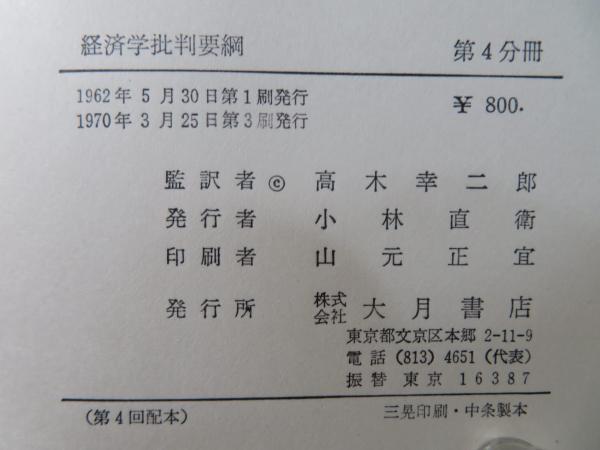 経済学批判要綱 第4分冊
1962年 5月30日第1刷発行
1970年 3月25日第3刷発行
￥ 800.
監訳者 © 高木幸二郎
発行者 小林直衛
印刷者 山元正宜
発行所 株式会社 大月書店
東京都文京区本郷 2-11-9
電話 (813) 4651 (代表)
振替 東京 16387
(第4回配本) 三晃印刷・中条製本